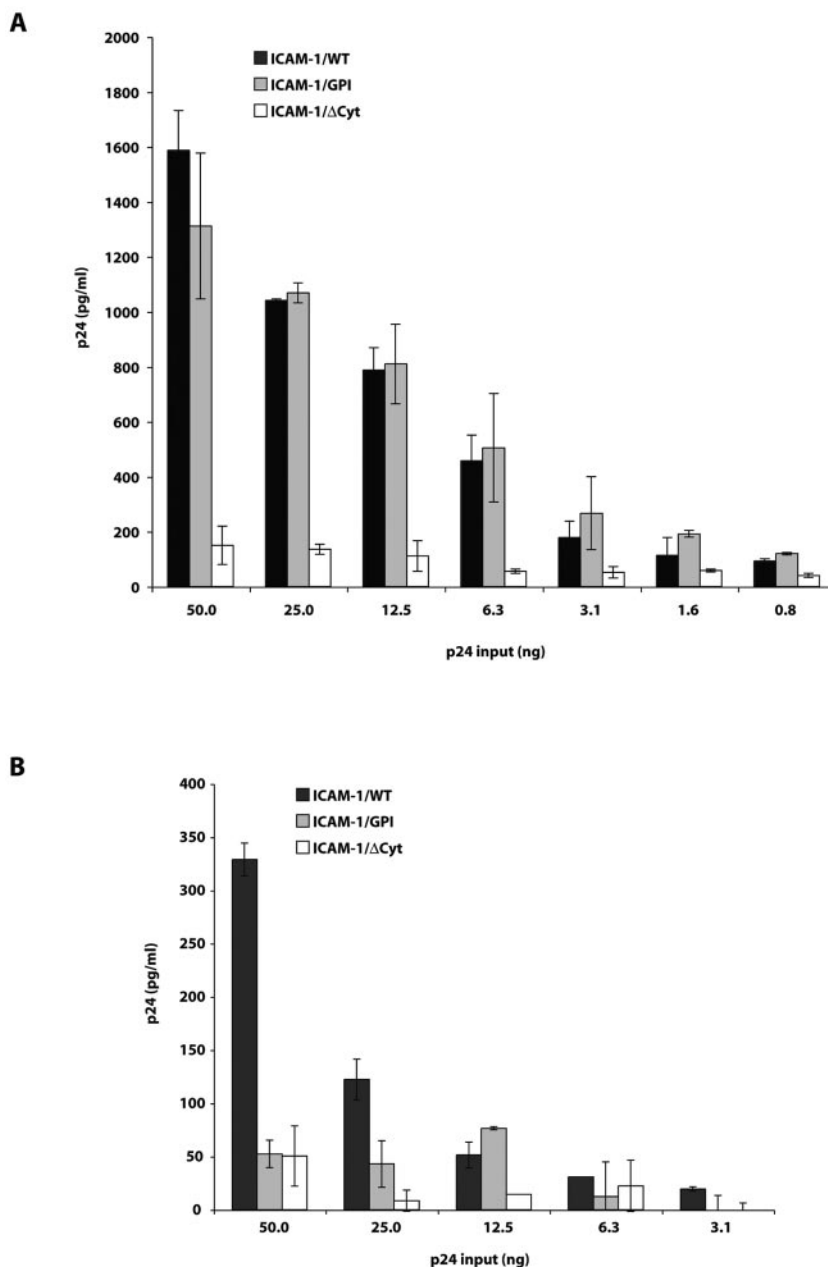 A
2000
ICAM-1/WT
1800
ICAM-1/GPI
ICAM-1/ΔCyt
1600
1400
1200
p24 (pg/ml)
1000
800
600
400
200
0
50.0 25.0 12.5 6.3 3.1 1.6 0.8
p24 input (ng)
B
400
ICAM-1/WT
350
ICAM-1/GPI
ICAM-1/ΔCyt
300
250
p24 (pg/ml)
200
150
100
50
0
50.0 25.0 12.5 6.3 3.1
p24 input (ng)